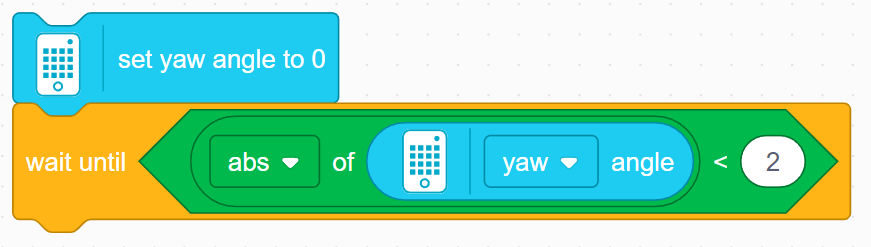 set yaw angle to 0
wait until abs of yaw angle < 2